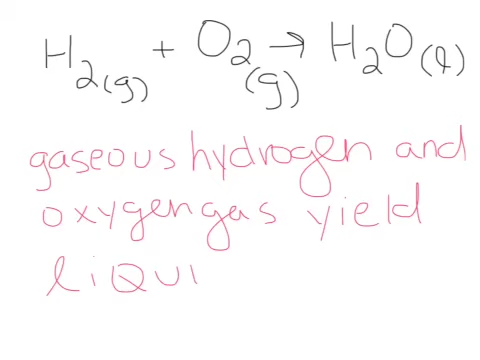 H₂(g) + O₂(g) → H₂O(l)
gaseous hydrogen and
oxygen gas yield
liqui